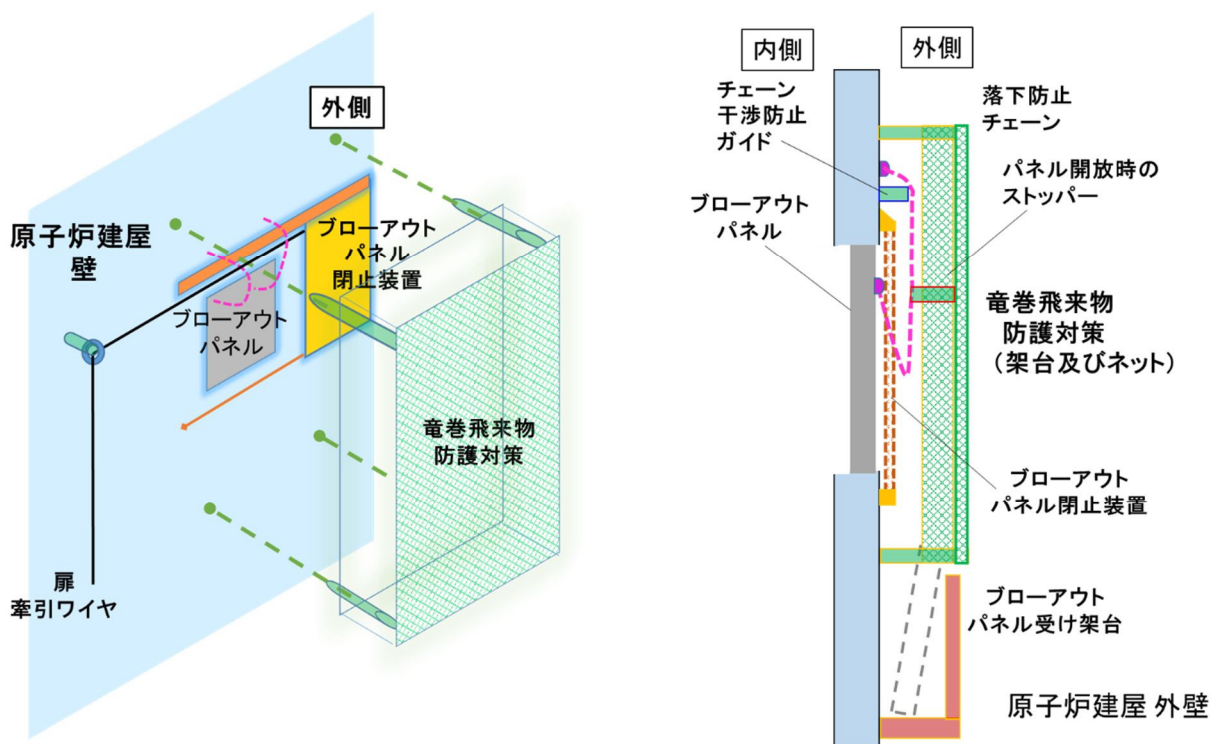 外側
原子炉建屋
壁
ブローアウト
パネル
閉止装置
ブローアウト
パネル
竜巻飛来物
防護対策
扉
牽引ワイヤ
内側
外側
チェーン
干渉防止
ガイド
落下防止
チェーン
パネル開放時の
ストッパー
ブローアウト
パネル
竜巻飛来物
防護対策
（架台及びネット）
ブローアウト
パネル閉止装置
ブローアウト
パネル受け架台
原子炉建屋 外壁